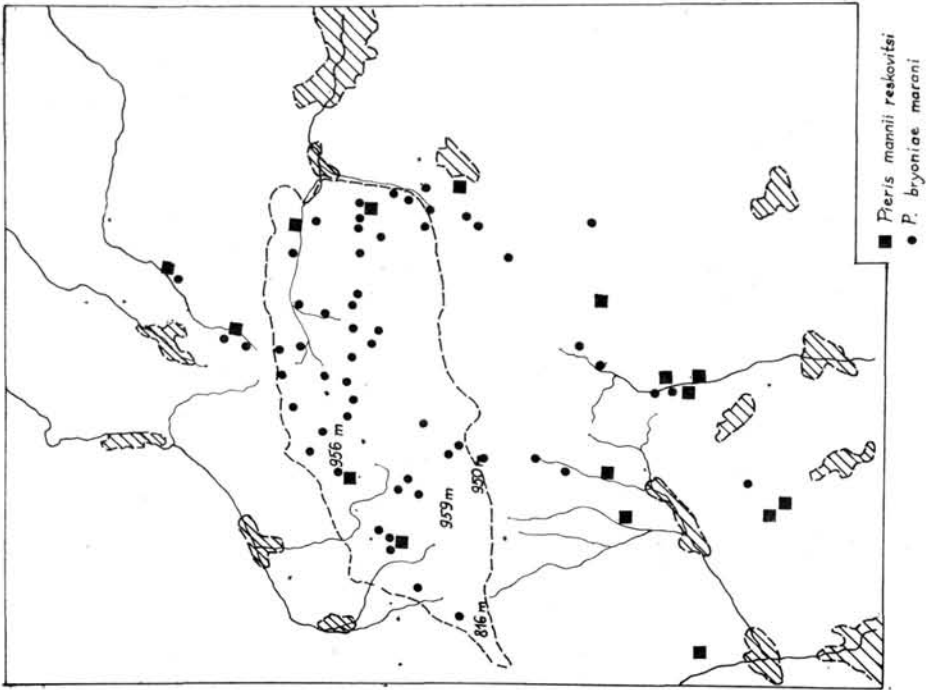 Pieris mannii reskovitsi
P. bryoniae marani
956 m
959 m
950 m
816 m